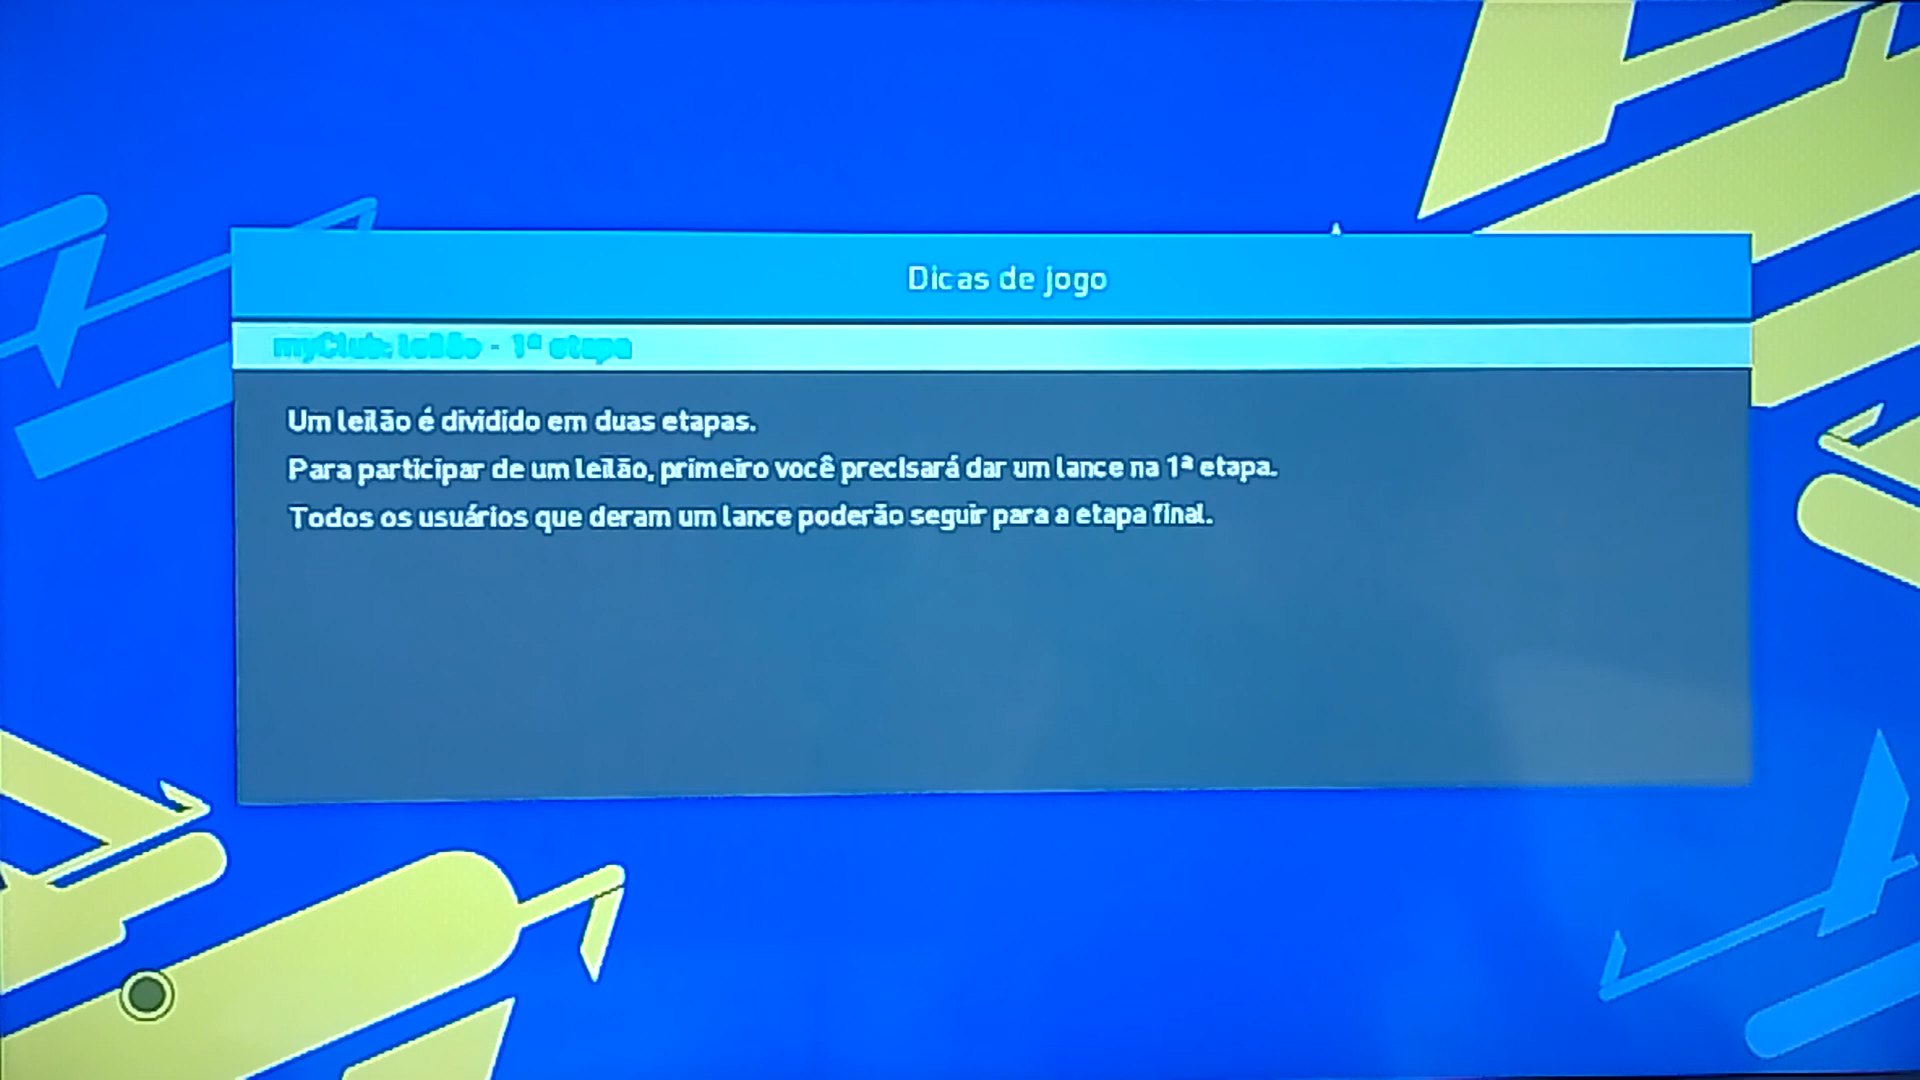 Dicas de jogo
myClub: leilão - 1ª etapa
Um leilão é dividido em duas etapas.
Para participar de um leilão, primeiro você precisará dar um lance na 1ª etapa.
Todos os usuários que deram um lance poderão seguir para a etapa final.